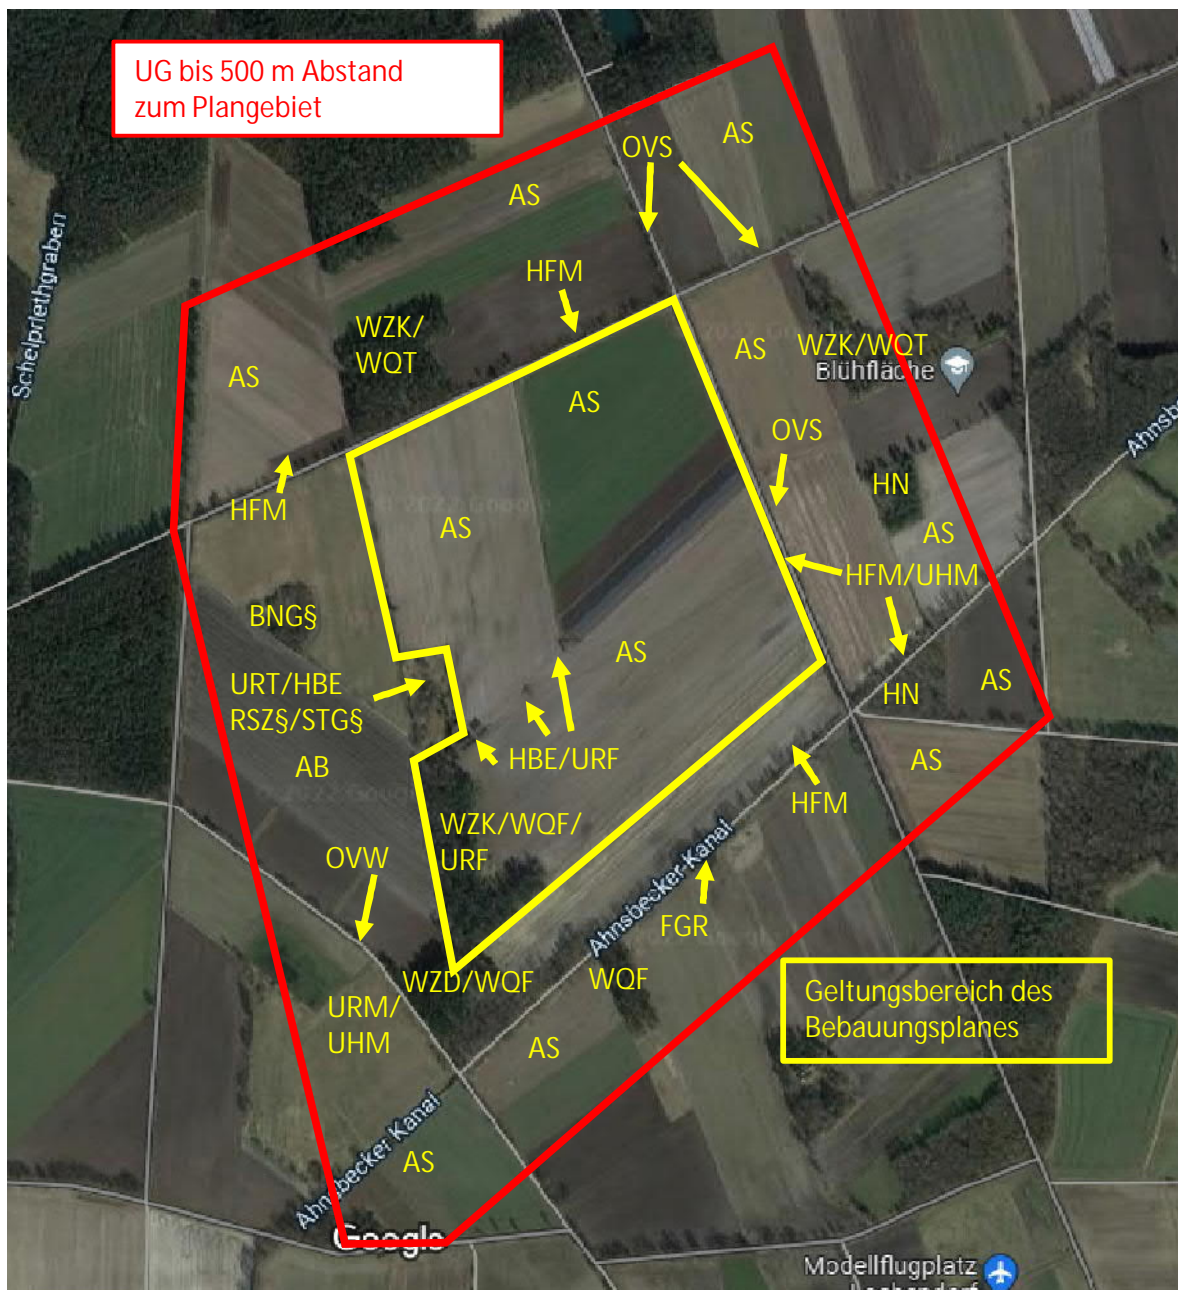 UG bis 500 m Abstand
zum Plangebiet
OVS
AS
AS
Schelpriethgraben
HFM
WZK/
WQT
AS
WZK/WQT
Blühfläche
AS
AS
OVS
Ahnsbe
HN
HFM
AS
AS
HFM/UHM
BNG§
AS
URT/HBE
RSZ§/STG§
HN
AS
HBE/URF
AB
AS
HFM
WZK/WQF/
URF
OVW
Ahnsbecker Kanal
FGR
WZD/WQF
WQF
Geltungsbereich des
Bebauungsplanes
URM/
UHM
AS
Ahnsbecker Kanal
AS
Google
Modellflugplatz